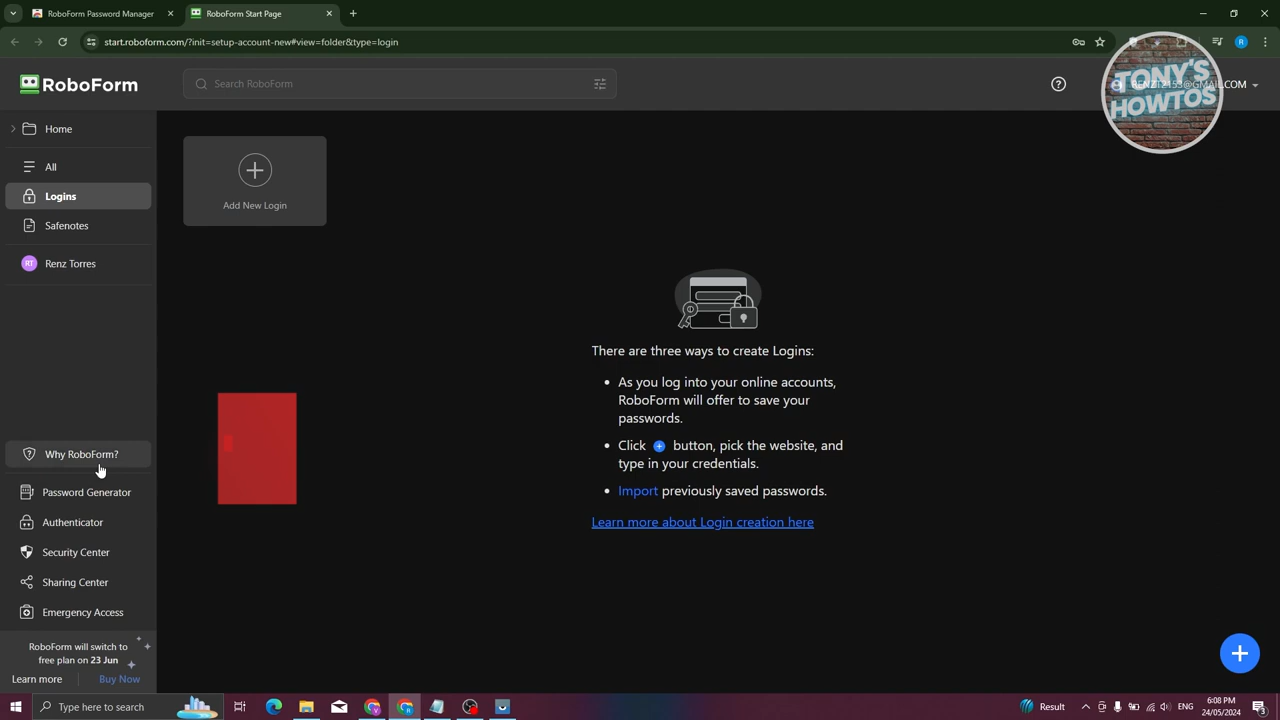 RoboForm Password Manager
RoboForm Start Page
start.roboform.com/?init=setup-account-new#view=folder&type=login
R
RoboForm
Search RoboForm
TONY'S
HOWTOS
@GMAIL.COM
Home
All
Logins
Safenotes
RT Renz Torres
Add New Login
There are three ways to create Logins:
• As you log into your online accounts,
RoboForm will offer to save your
passwords.
• Click + button, pick the website, and
type in your credentials.
• Import previously saved passwords.
Learn more about Login creation here
Why RoboForm?
Password Generator
Authenticator
Security Center
Sharing Center
Emergency Access
RoboForm will switch to
free plan on 23 Jun
Learn more
Buy Now
Type here to search
Result
ENG
6:08 PM
24/05/2024
3